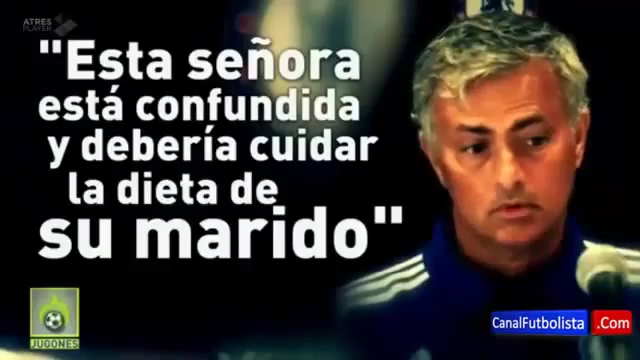 ATRES
PLAYER
"Esta señora
está confundida
y debería cuidar
la dieta de
su marido"
JUGONES
CanalFutbolista .Com